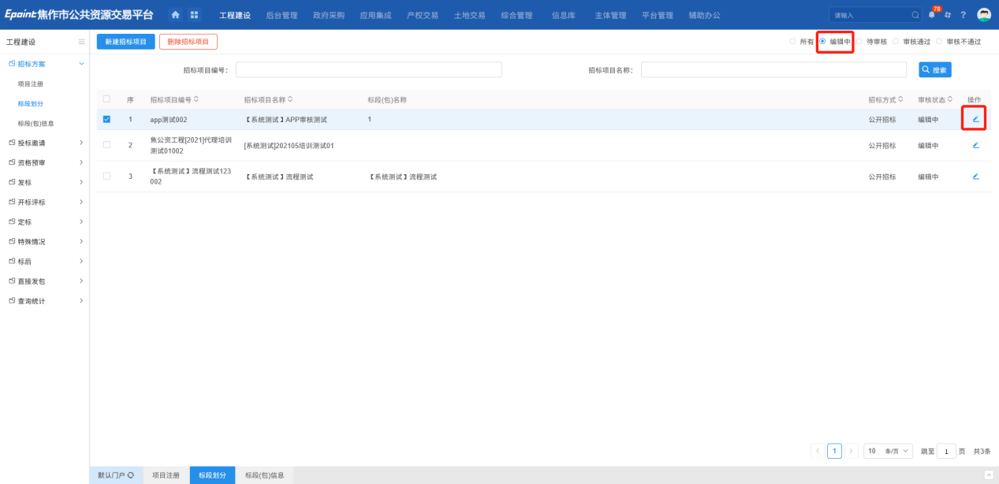 Epoint焦作市公共资源交易平台 工程建设 后台管理 政府采购 应用集成 产权交易 土地交易 综合管理 信息库 主体管理 平台管理 辅助办公 请输入 78 ?
工程建设
招标方案
项目注册
标段划分
标段(包)信息
投标邀请
资格预审
发标
开标评标
定标
特殊情况
标后
直接发包
查询统计
新建招标项目 删除招标项目 所有 编辑中 待审核 审核通过 审核不通过
招标项目编号: 招标项目名称: 搜索
序 招标项目编号 招标项目名称 标段(包)名称 招标方式 审核状态 操作
1 app测试002 【系统测试】APP审核测试 1 公开招标 编辑中
2 焦公资工程[2021]代理培训测试01002 [系统测试]202105培训测试01 公开招标 编辑中
3 【系统测试】流程测试123002 【系统测试】流程测试 【系统测试】流程测试 公开招标 编辑中
1 10 条/页 跳至 1 页 共3条
默认门户 项目注册 标段划分 标段(包)信息